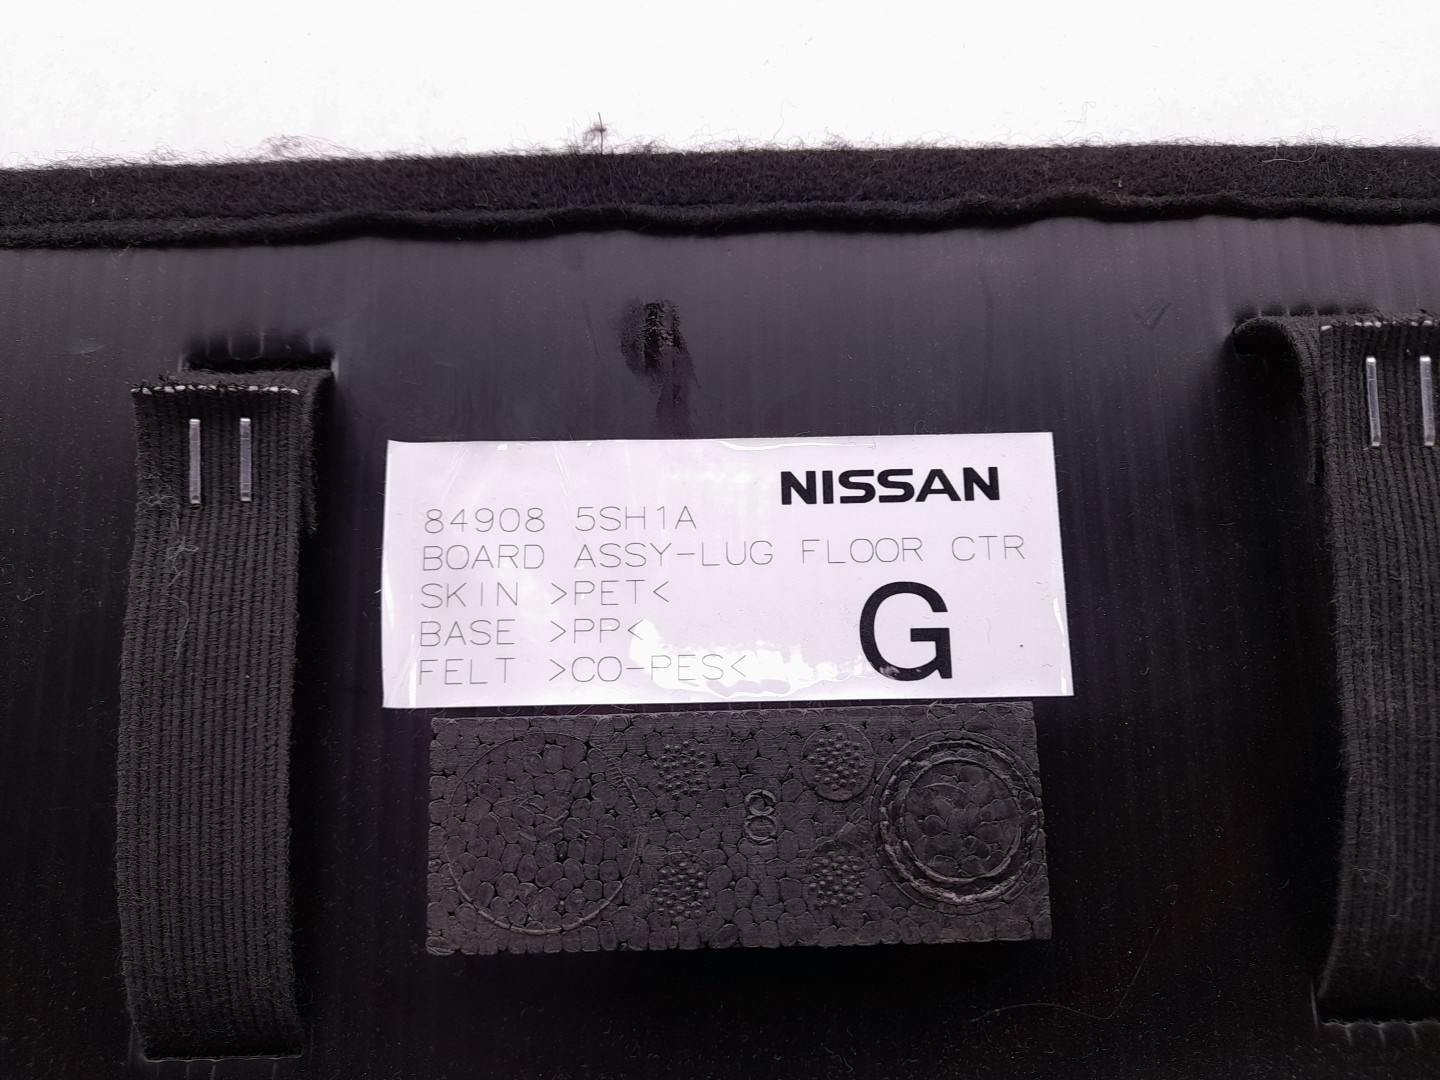 NISSAN
84908 5SH1A
BOARD ASSY-LUG FLOOR CTR
SKIN >PET<
BASE >PP<
FELT >CO-PES<
G
8